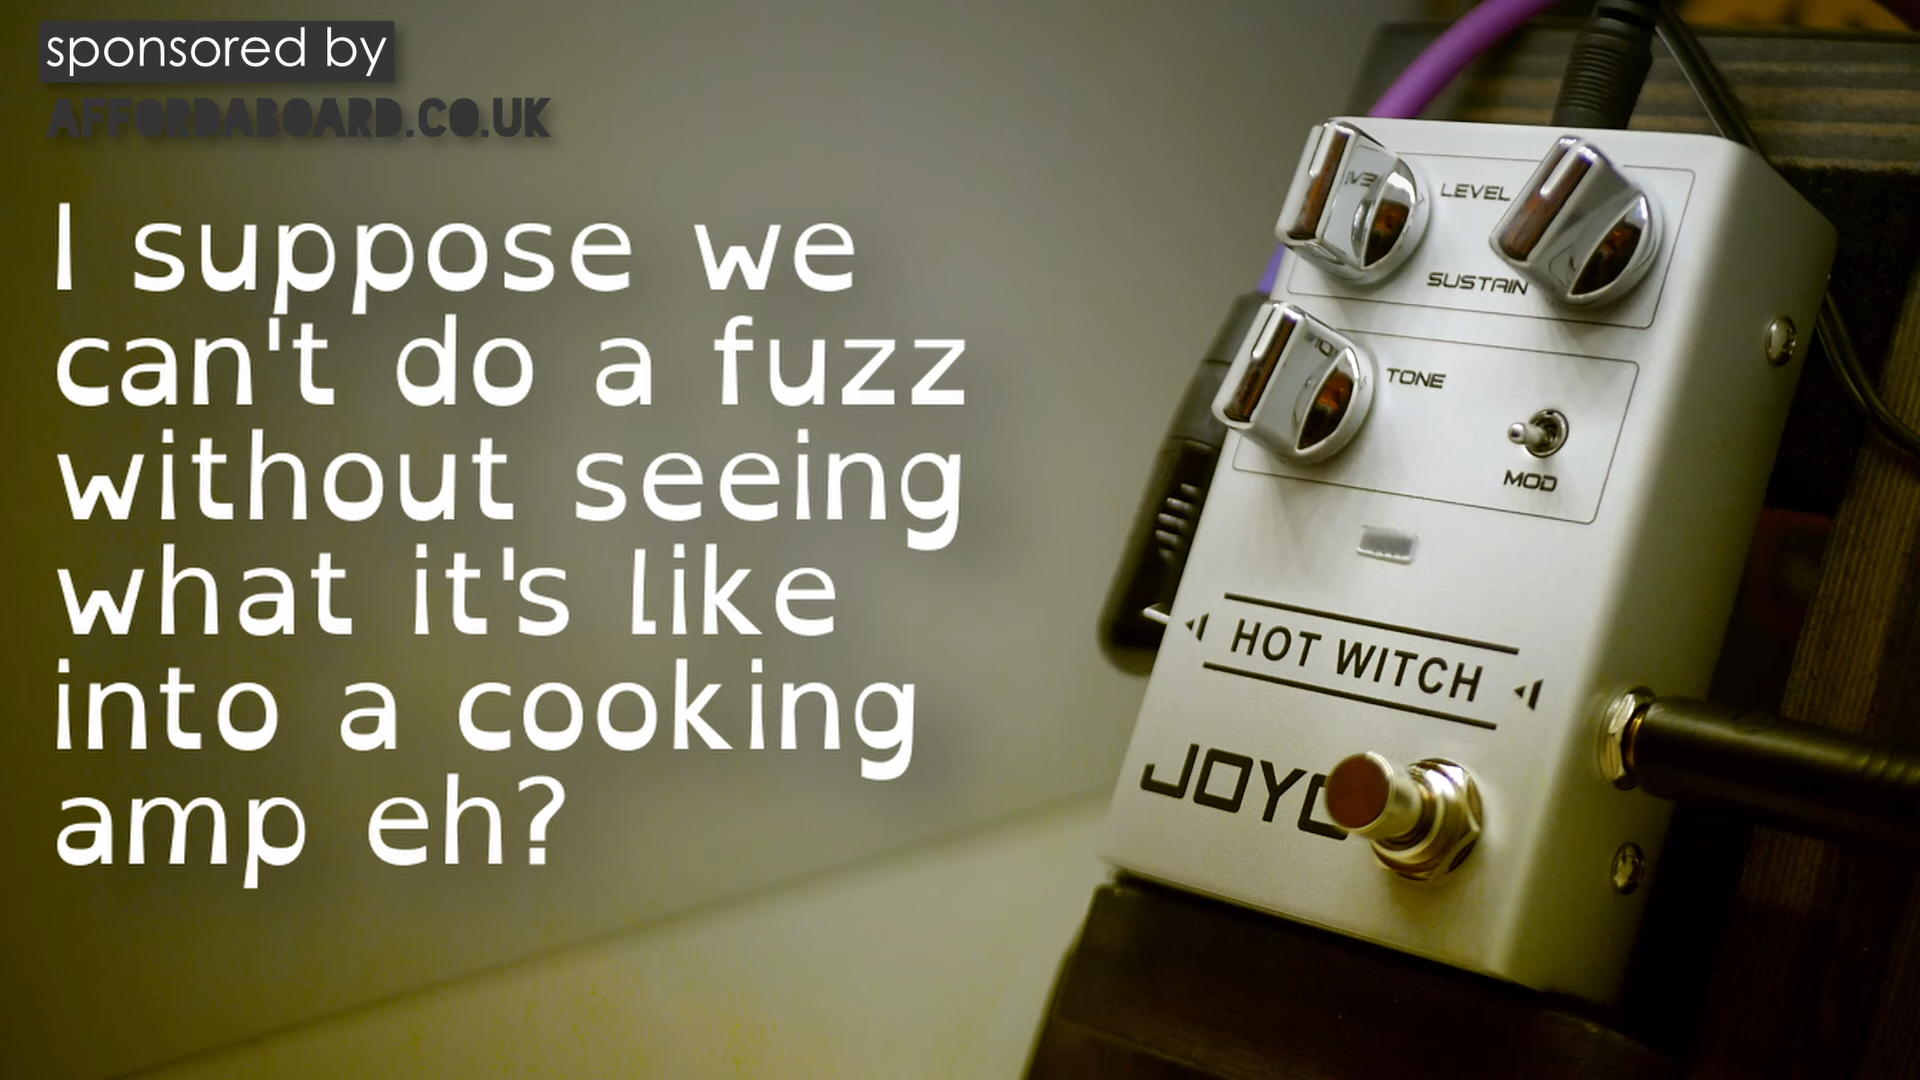 sponsored by
AFFORDABOARD.CO.UK
I suppose we
can't do a fuzz
without seeing
what it's like
into a cooking
amp eh?
LEVEL
SUSTAIN
TONE
MOD
HOT WITCH
JOYO